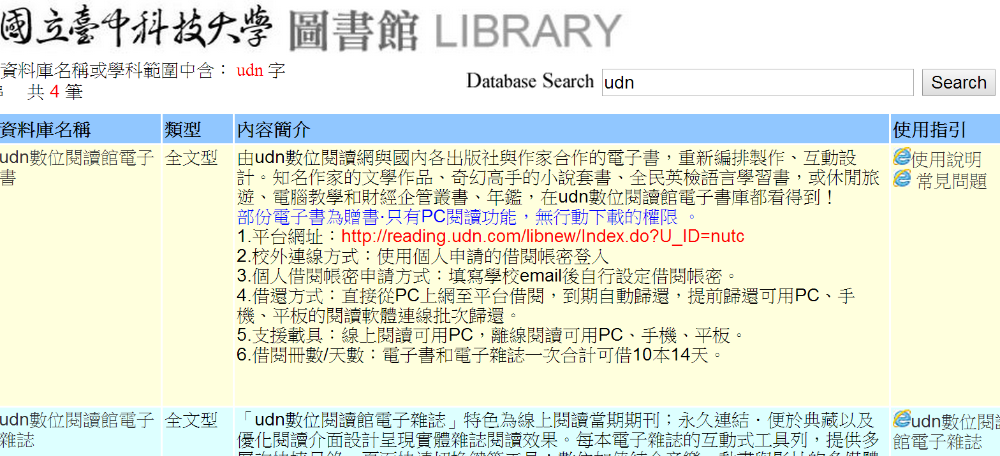 國立臺中科技大學 圖書館 LIBRARY
資料庫名稱或學科範圍中含： udn 字
共 4 筆
Database Search udn Search
資料庫名稱 類型 內容簡介 使用指引
udn數位閱讀館電子
書
全文型
由udn數位閱讀網與國內各出版社與作家合作的電子書，重新編排製作、互動設
計。知名作家的文學作品、奇幻高手的小說套書、全民英檢語言學習書，或休閒旅
遊、電腦教學和財經企管叢書、年鑑，在udn數位閱讀館電子書庫都看得到！
部份電子書為贈書‧只有PC閱讀功能，無行動下載的權限 。
1.平台網址：http://reading.udn.com/libnew/Index.do?U_ID=nutc
2.校外連線方式：使用個人申請的借閱帳密登入
3.個人借閱帳密申請方式：填寫學校email後自行設定借閱帳密。
4.借還方式：直接從PC上網至平台借閱，到期自動歸還，提前歸還可用PC、手
機、平板的閱讀軟體連線批次歸還。
5.支援載具：線上閱讀可用PC，離線閱讀可用PC、手機、平板。
6.借閱冊數/天數：電子書和電子雜誌一次合計可借10本14天。
使用說明
常見問題
udn數位閱讀館電子
雜誌
全文型
「udn數位閱讀館電子雜誌」特色為線上閱讀當期期刊；永久連結．便於典藏以及
優化閱讀介面設計呈現實體雜誌閱讀效果。每本電子雜誌的互動式工具列，提供多
udn數位閱
館電子雜誌